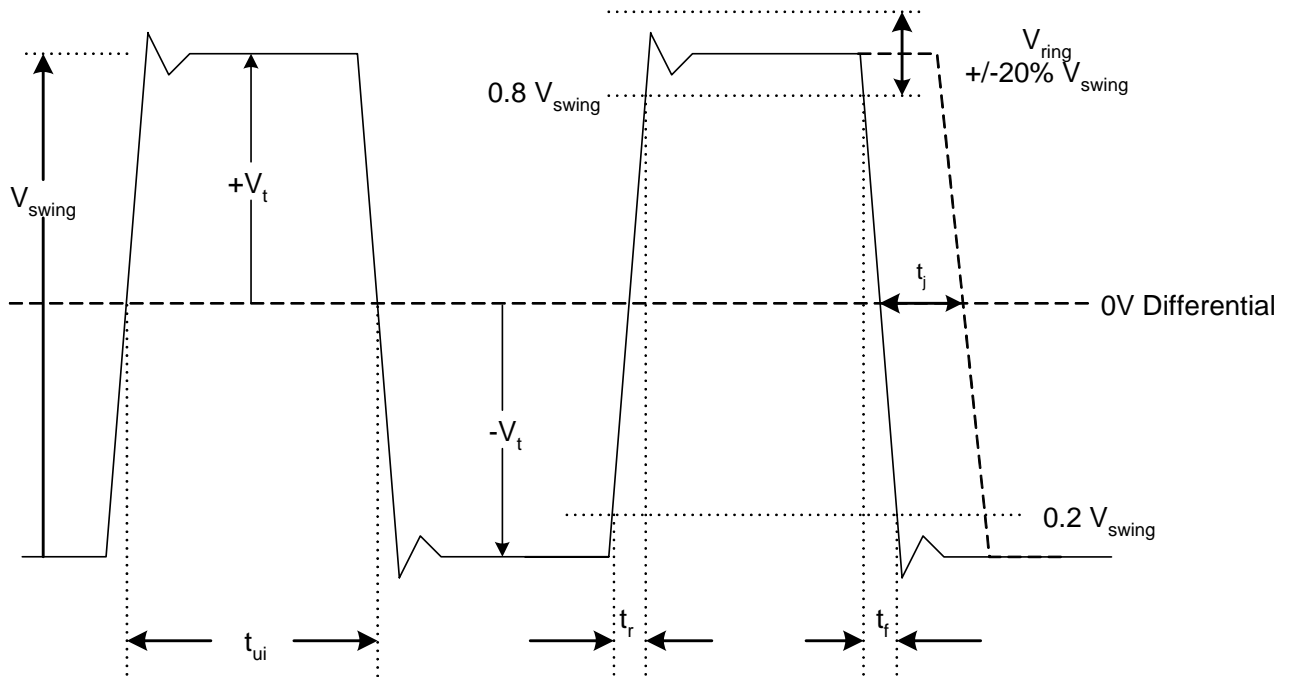 V_ring
+/-20% V_swing
0.8 V_swing
V_swing
+V_t
t_j
0V Differential
-V_t
0.2 V_swing
t_ui
t_r
t_f